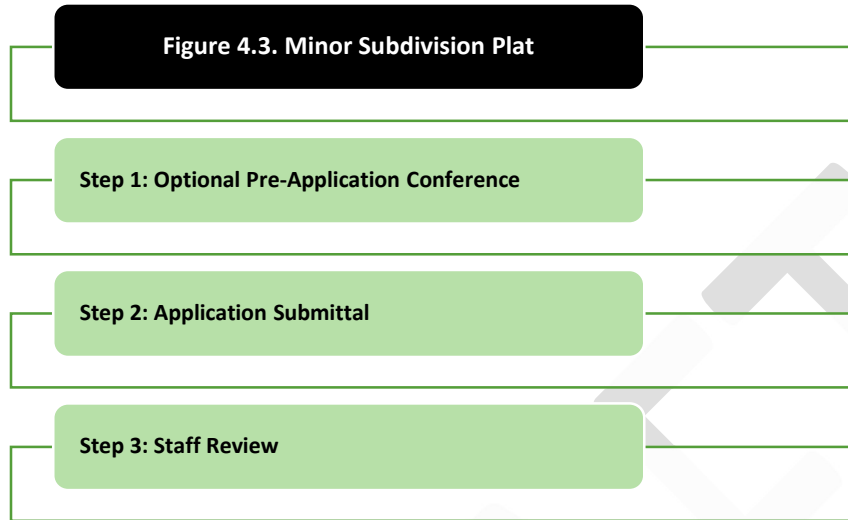 Figure 4.3. Minor Subdivision Plat
Step 1: Optional Pre-Application Conference
Step 2: Application Submittal
Step 3: Staff Review